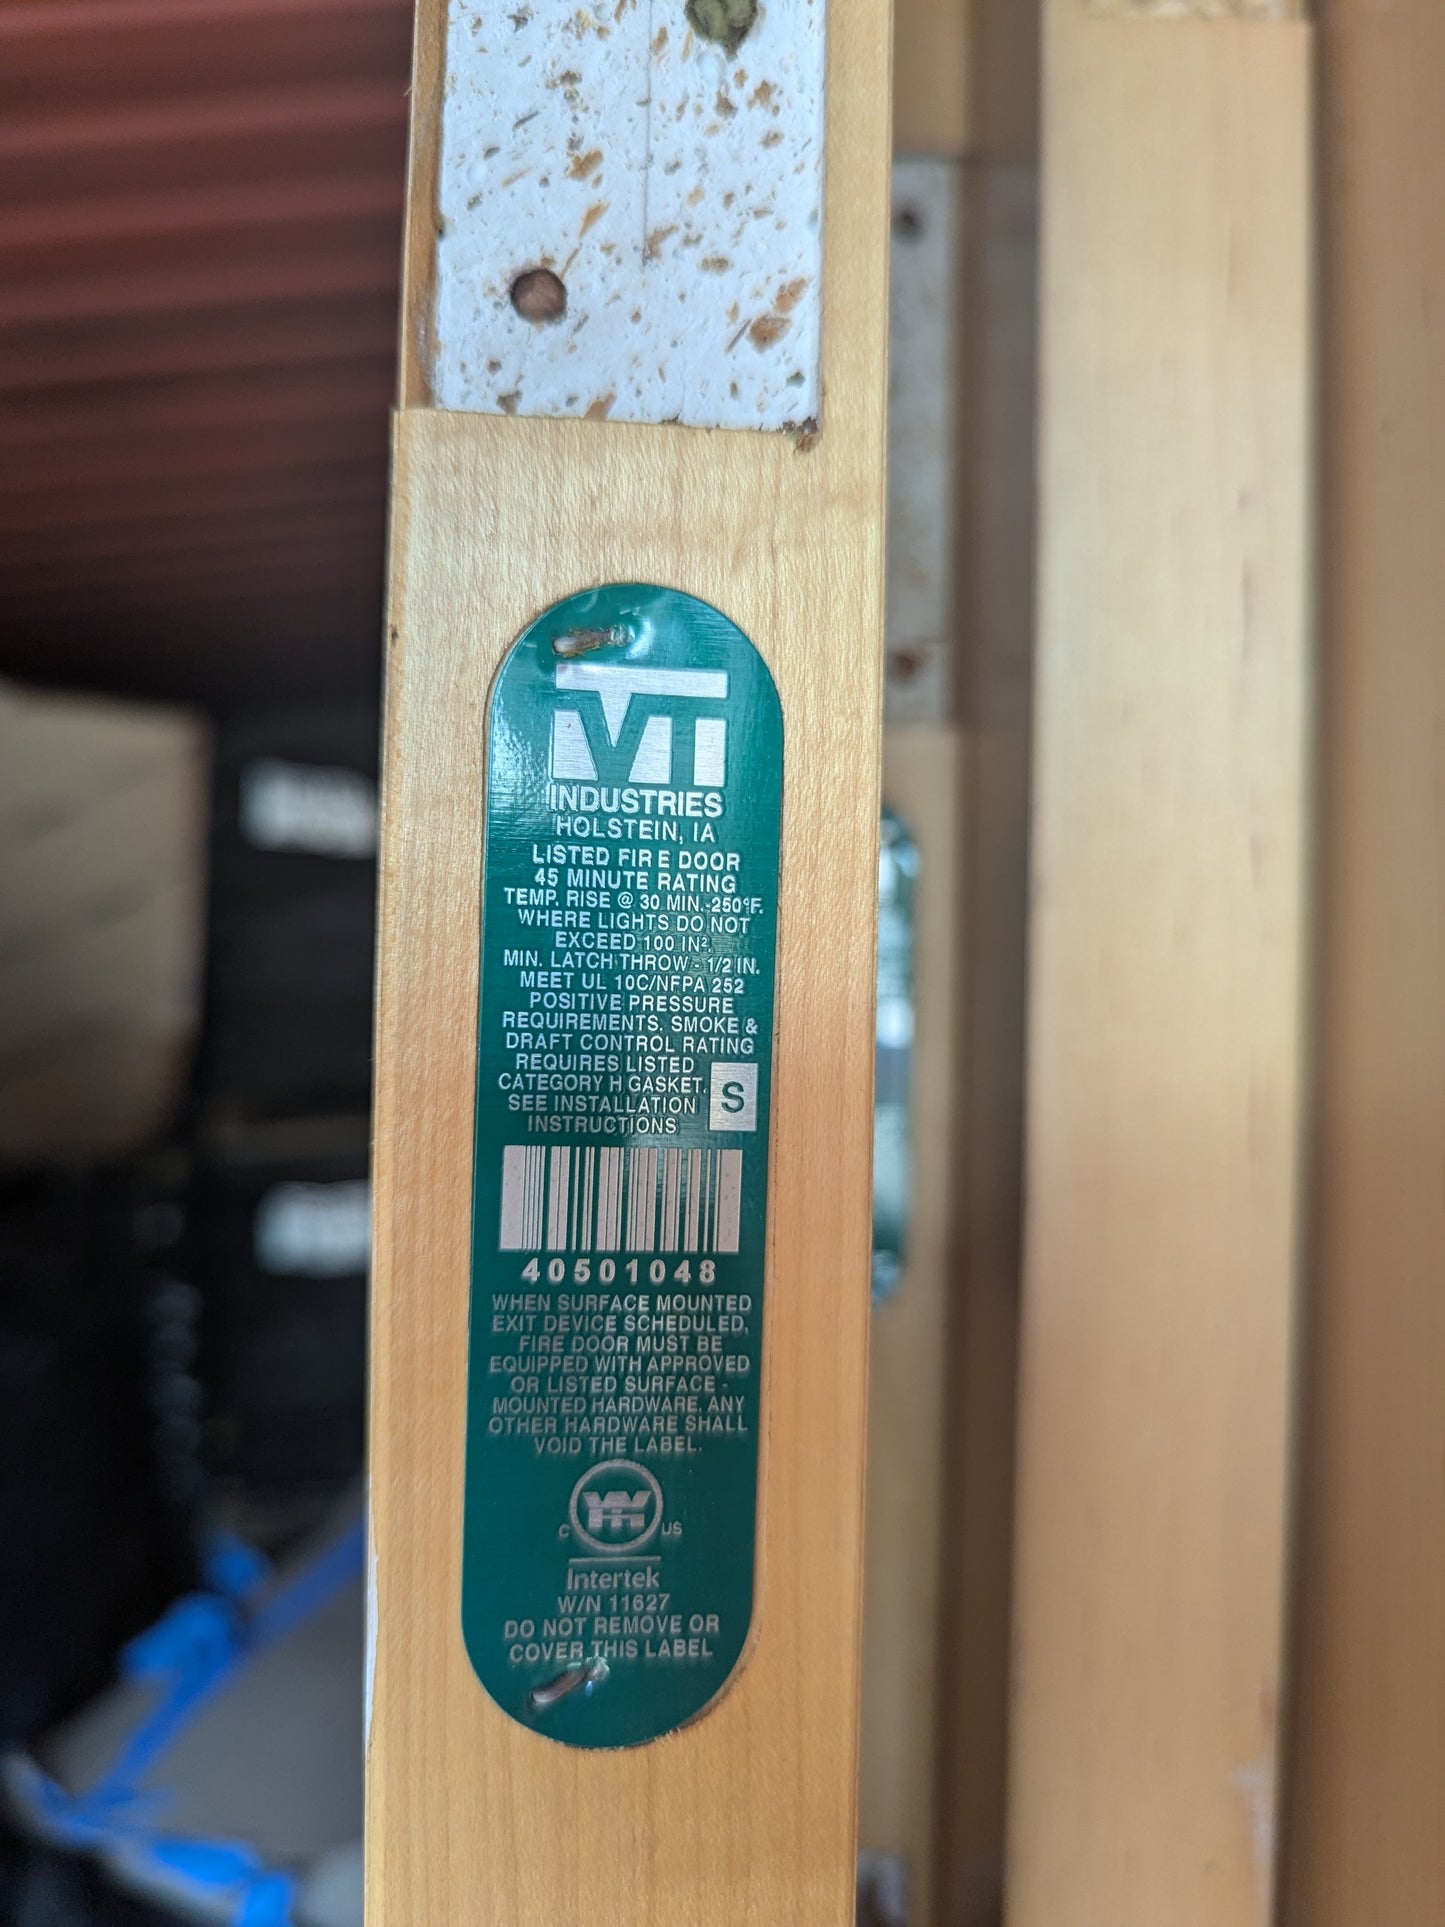 VT
INDUSTRIES
HOLSTEIN, IA
LISTED FIRE DOOR
45 MINUTE RATING
TEMP. RISE @ 30 MIN.-250°F.
WHERE LIGHTS DO NOT
EXCEED 100 IN².
MIN. LATCH THROW - 1/2 IN.
MEET UL 10C/NFPA 252
POSITIVE PRESSURE
REQUIREMENTS. SMOKE &
DRAFT CONTROL RATING
REQUIRES LISTED
CATEGORY H GASKET.
SEE INSTALLATION
INSTRUCTIONS
S
40501048
WHEN SURFACE MOUNTED
EXIT DEVICE SCHEDULED,
FIRE DOOR MUST BE
EQUIPPED WITH APPROVED
OR LISTED SURFACE -
MOUNTED HARDWARE. ANY
OTHER HARDWARE SHALL
VOID THE LABEL.
WH
C US
Intertek
W/N 11627
DO NOT REMOVE OR
COVER THIS LABEL